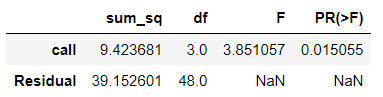 sum_sq df F PR(>F)
call 9.423681 3.0 3.851057 0.015055
Residual 39.152601 48.0 NaN NaN